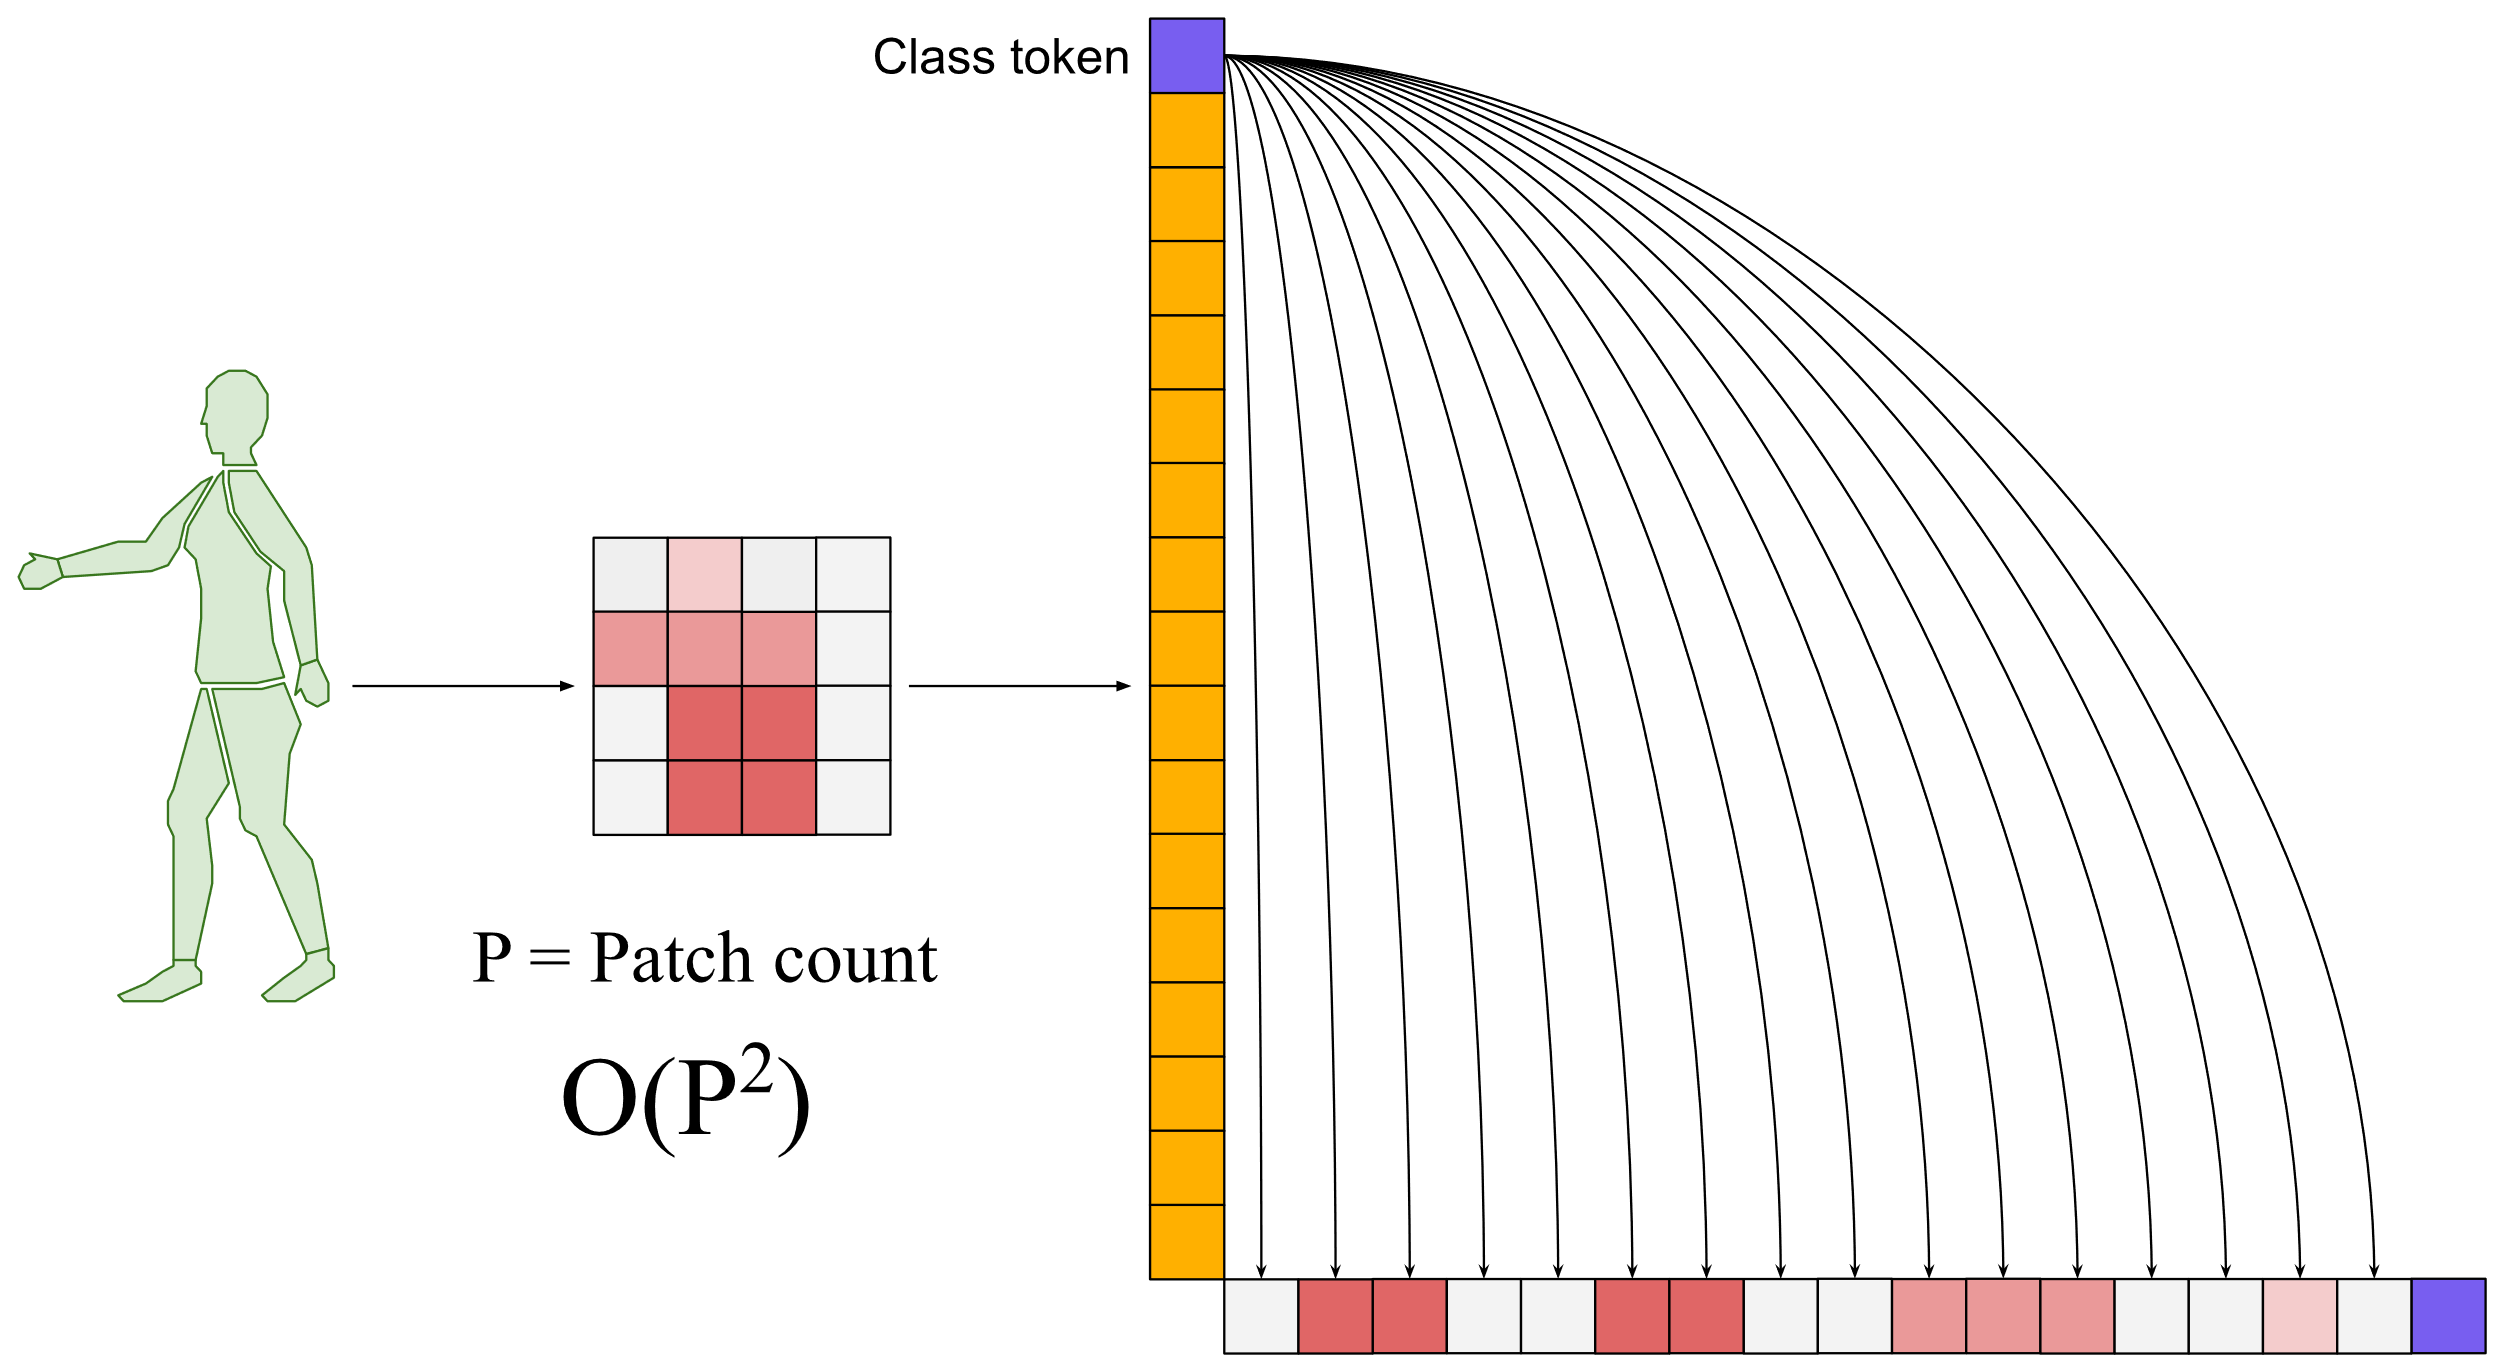 Class token
P = Patch count
O(P²)